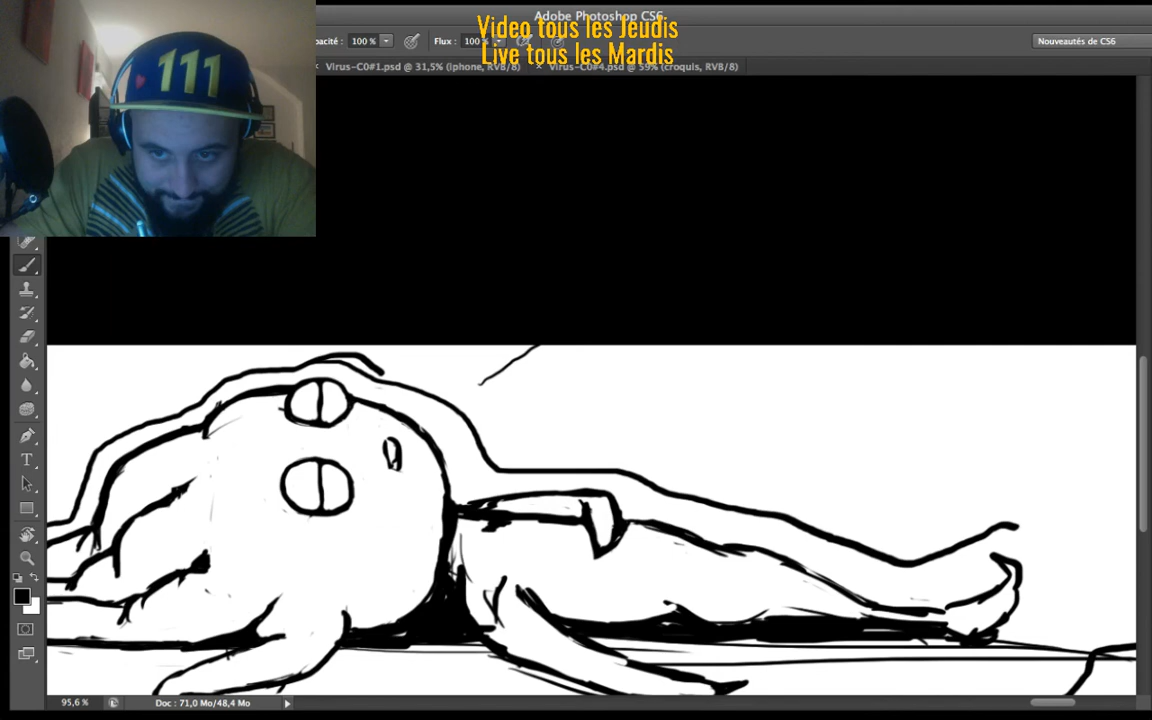 Adobe Photoshop CS6
Video tous les Jeudis
Live tous les Mardis
pacité : 100 % Flux : 100 %
Nouveautés de CS6
Virus-C0#1.psd @ 31,5% (iphone, RVB/8) × Virus-C0#4.psd @ 59% (croquis, RVB/8)
111
T
95,6 % Doc : 71,0 Mo/48,4 Mo